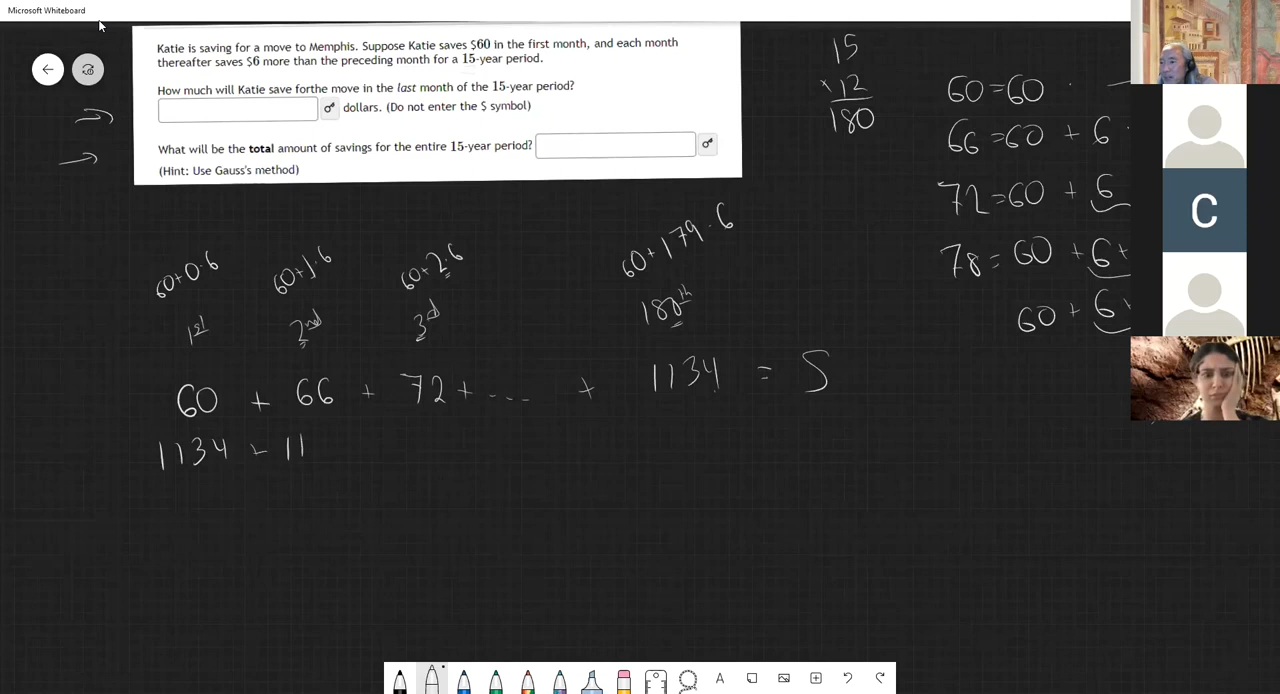 Microsoft Whiteboard
Katie is saving for a move to Memphis. Suppose Katie saves $60 in the first month, and each month
thereafter saves $6 more than the preceding month for a 15-year period.
How much will Katie save forthe move in the last month of the 15-year period?
dollars. (Do not enter the $ symbol)
What will be the total amount of savings for the entire 15-year period?
(Hint: Use Gauss's method)
15
× 12
180
60=60
66=60 + 6
72=60 + 6
78= 60 + 6 +
60 + 6
60+0·6 60+1·6 60+2·6 60+179·6
1st 2nd 3rd 180th
60 + 66 + 72 + ... + 1134 = S
1134 - 11
C
A